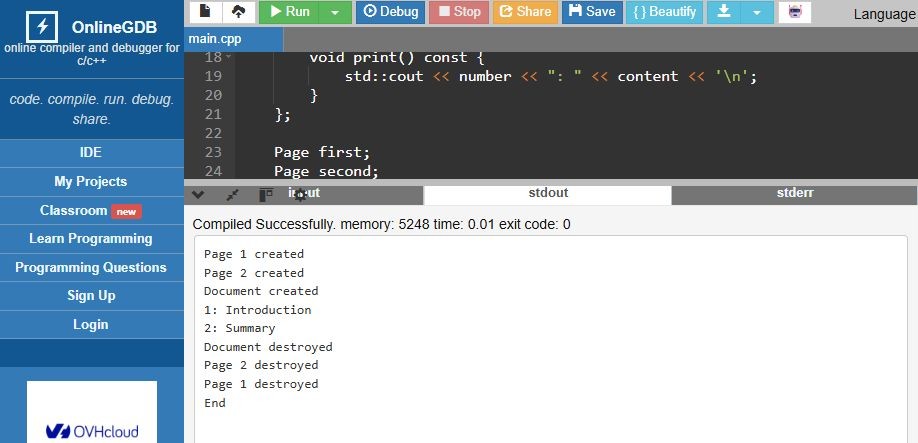 OnlineGDB
online compiler and debugger for
c/c++
code. compile. run. debug.
share.
IDE
My Projects
Classroom new
Learn Programming
Programming Questions
Sign Up
Login
OVHcloud
Run Debug Stop Share Save { } Beautify Language
main.cpp
18 void print() const {
19 std::cout << number << ": " << content << '\n';
20 }
21 };
22
23 Page first;
24 Page second;
stdout stderr
Compiled Successfully. memory: 5248 time: 0.01 exit code: 0
Page 1 created
Page 2 created
Document created
1: Introduction
2: Summary
Document destroyed
Page 2 destroyed
Page 1 destroyed
End